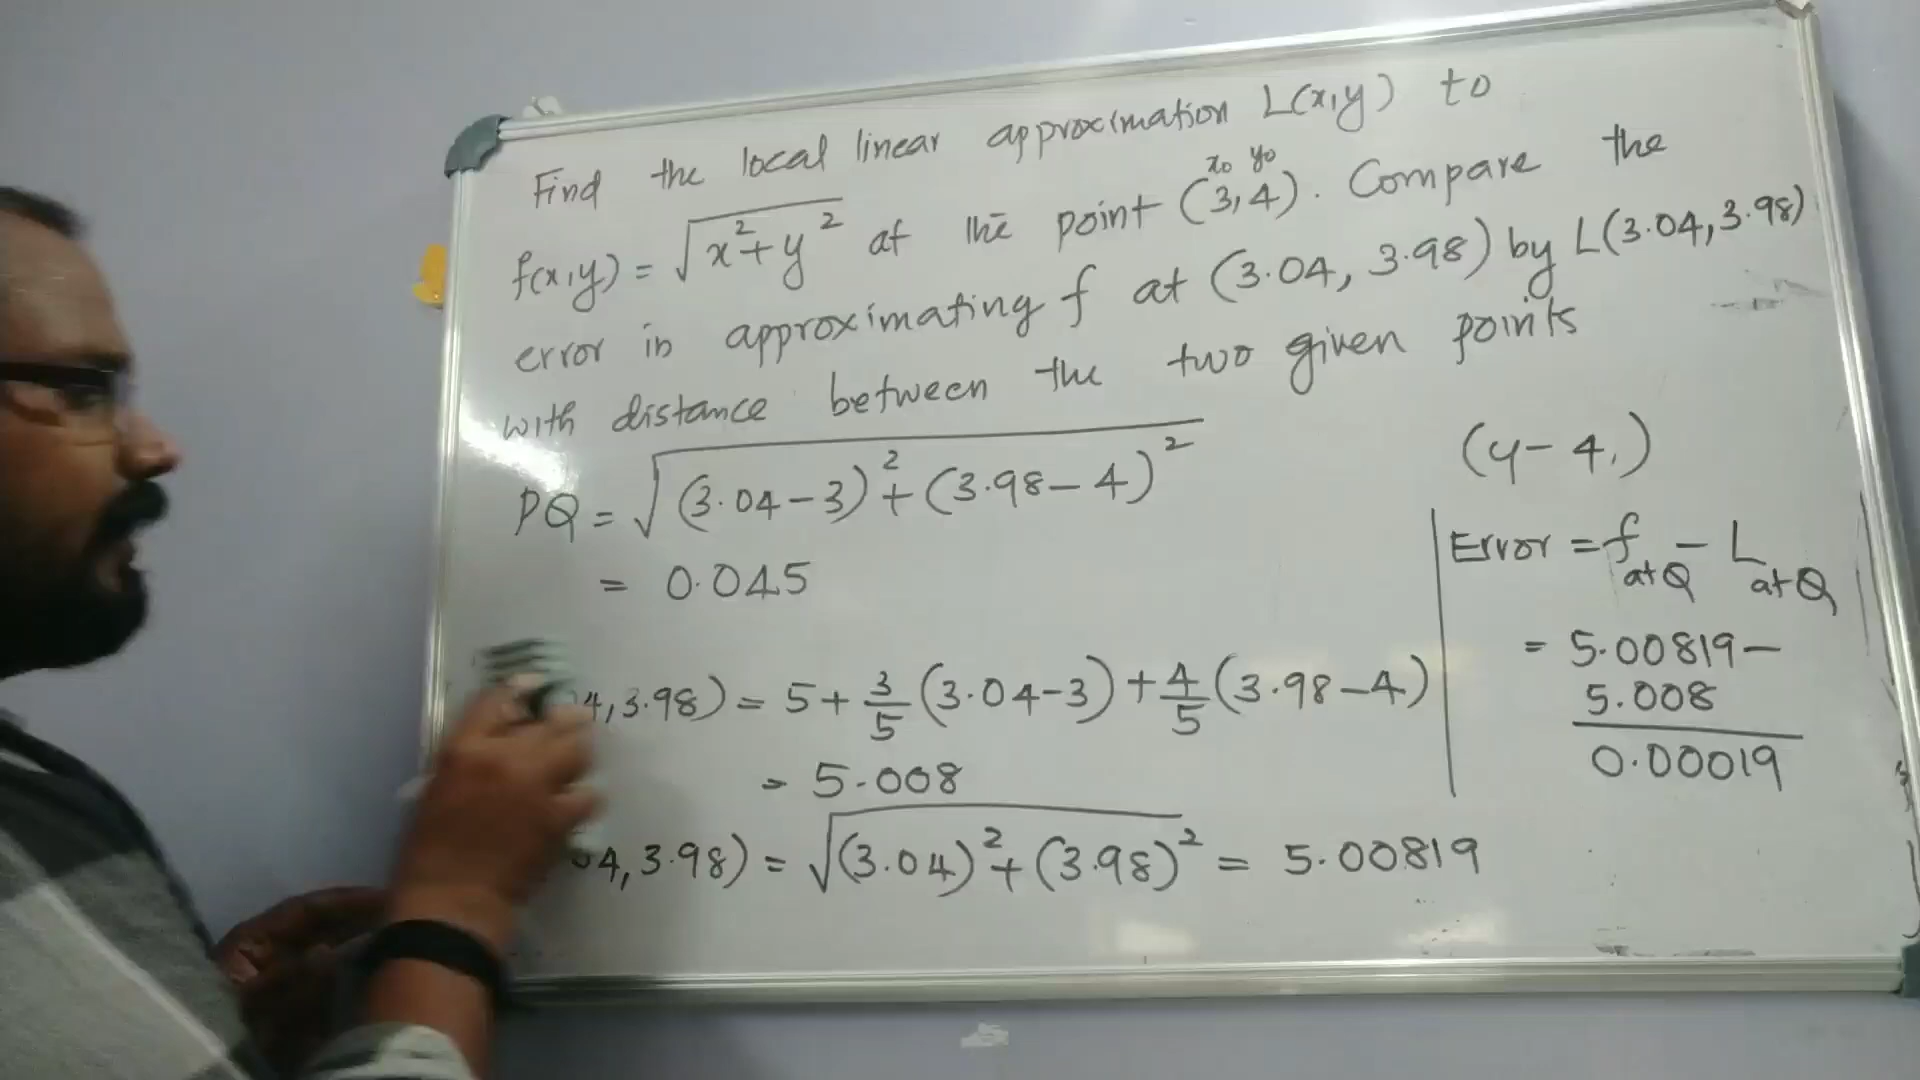 Find the local linear approximation L(x,y) to
x₀ y₀
f(x,y) = √(x²+y²) at the point (3,4). Compare the
error in approximating f at (3.04, 3.98) by L(3.04,3.98)
with distance between the two given points
(y-4.)
PQ = √((3.04-3)²+(3.98-4)²)
= 0.045
4,3.98) = 5+3/5(3.04-3)+4/5(3.98-4)
= 5.008
04,3.98) = √((3.04)²+(3.98)²) = 5.00819
Error = f at Q - L at Q
= 5.00819-
5.008
0.00019